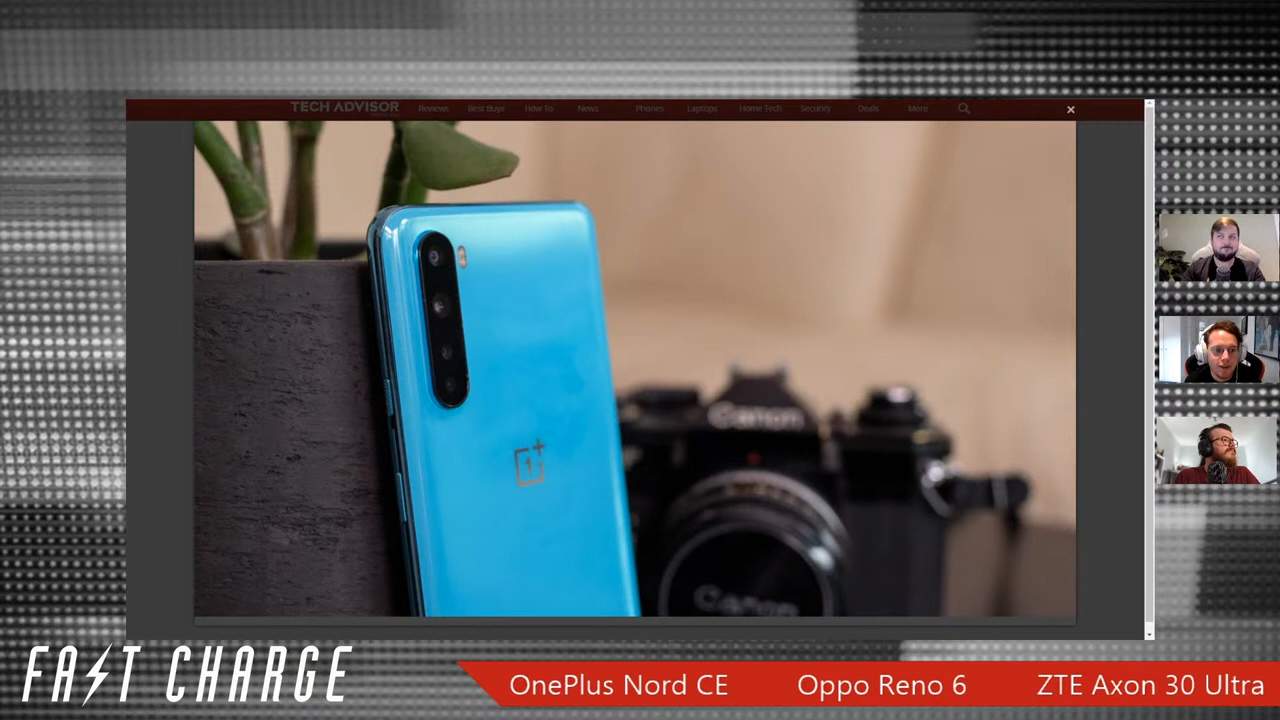 TECH ADVISOR
Reviews Best Buys How To News Phones Laptops Home Tech Security Deals More
Canon
Canon
FAST CHARGE
OnePlus Nord CE Oppo Reno 6 ZTE Axon 30 Ultra